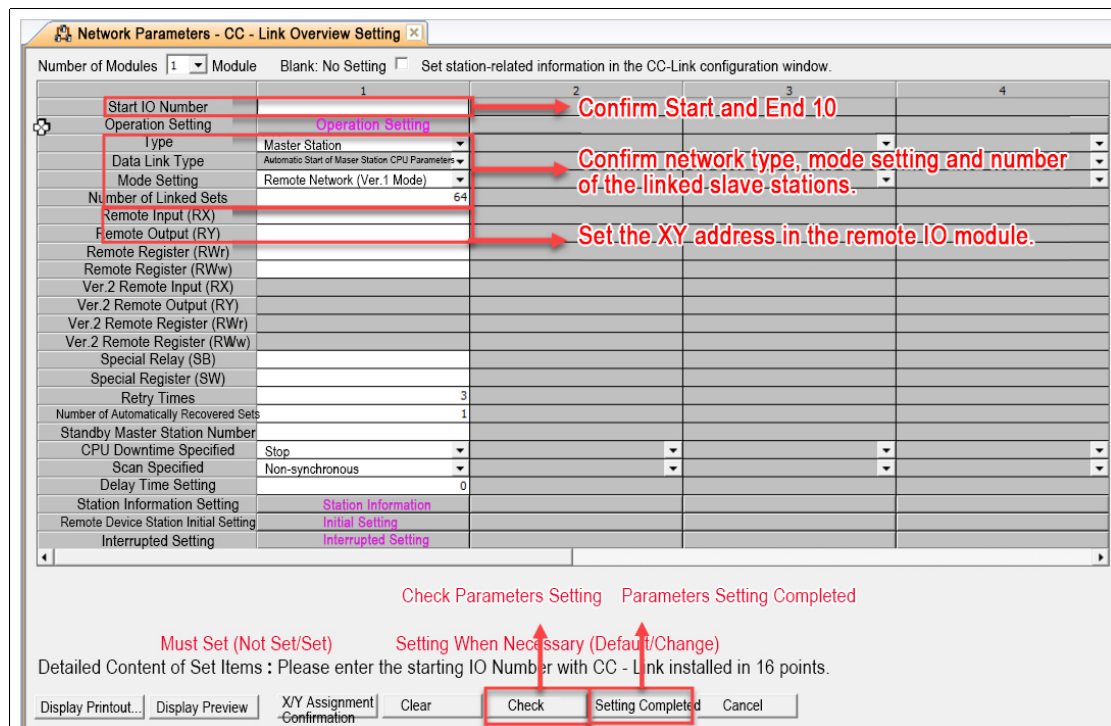 Network Parameters - CC - Link Overview Setting
Number of Modules 1 Module Blank: No Setting Set station-related information in the CC-Link configuration window.
1 2 3 4
Start IO Number Confirm Start and End 10
Operation Setting Operation Setting
Type Master Station
Data Link Type Automatic Start of Maser Station CPU Parameters Confirm network type, mode setting and number
Mode Setting Remote Network (Ver.1 Mode) of the linked slave stations.
Number of Linked Sets 64
Remote Input (RX)
Remote Output (RY) Set the XY address in the remote IO module.
Remote Register (RWr)
Remote Register (RWw)
Ver.2 Remote Input (RX)
Ver.2 Remote Output (RY)
Ver.2 Remote Register (RWr)
Ver.2 Remote Register (RWw)
Special Relay (SB)
Special Register (SW)
Retry Times 3
Number of Automatically Recovered Sets 1
Standby Master Station Number
CPU Downtime Specified Stop
Scan Specified Non-synchronous
Delay Time Setting 0
Station Information Setting Station Information
Remote Device Station Initial Setting Initial Setting
Interrupted Setting Interrupted Setting
Check Parameters Setting Parameters Setting Completed
Must Set (Not Set/Set) Setting When Necessary (Default/Change)
Detailed Content of Set Items : Please enter the starting IO Number with CC - Link installed in 16 points.
Display Printout... Display Preview X/Y Assignment Confirmation Clear Check Setting Completed Cancel